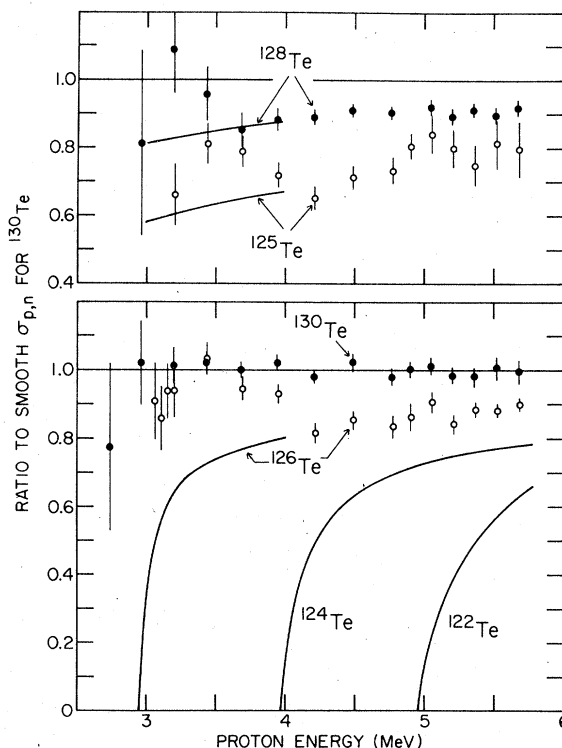 RATIO TO SMOOTH σp,n FOR ¹³⁰Te
1.0
0.8
0.6
0.4
¹²⁸Te
¹²⁵Te
1.0
0.8
0.6
0.4
0.2
0
¹³⁰Te
¹²⁶Te
¹²⁴Te
¹²²Te
3 4 5 6
PROTON ENERGY (MeV)